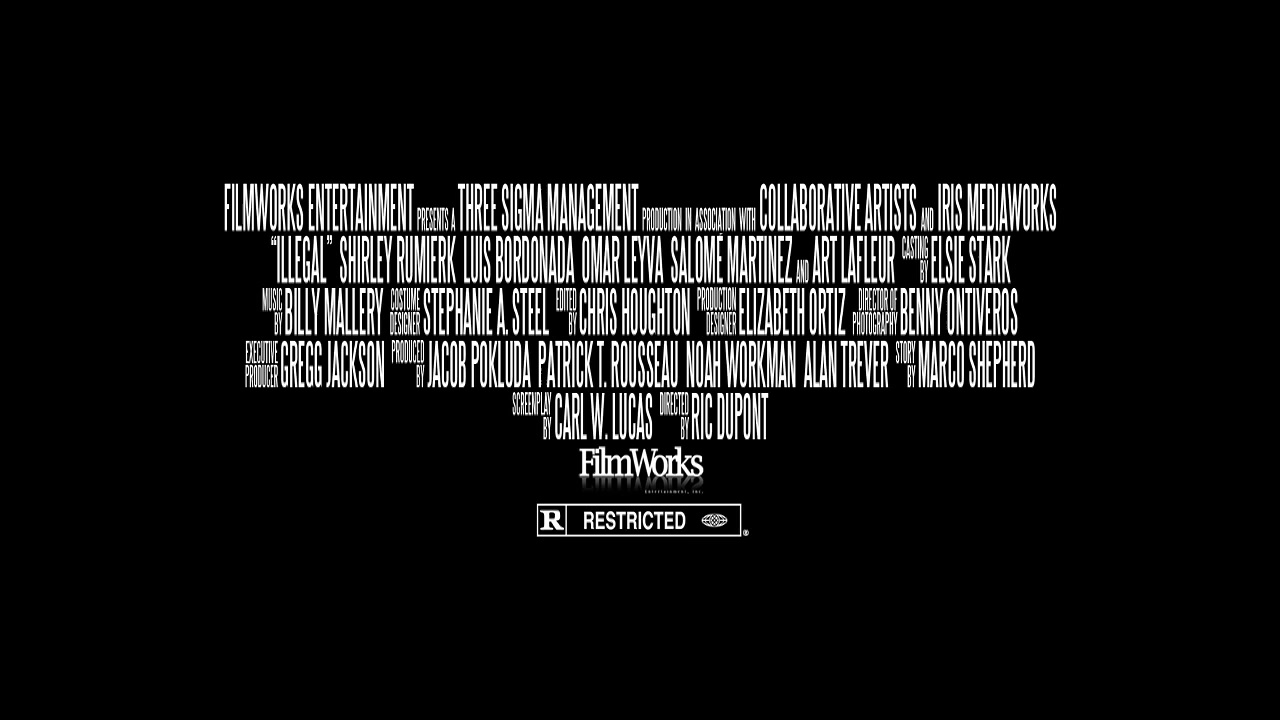 FILMWORKS ENTERTAINMENT PRESENTS A THREE SIGMA MANAGEMENT PRODUCTION IN ASSOCIATION WITH COLLABORATIVE ARTISTS AND IRIS MEDIAWORKS
“ILLEGAL” SHIRLEY RUMIERK LUIS BORDONADA OMAR LEYVA SALOMÉ MARTINEZ AND ART LAFLEUR CASTING BY ELSIE STARK
MUSIC BY BILLY MALLERY COSTUME DESIGNER STEPHANIE A. STEEL EDITED BY CHRIS HOUGHTON PRODUCTION DESIGNER ELIZABETH ORTIZ DIRECTOR OF PHOTOGRAPHY BENNY ONTIVEROS
EXECUTIVE PRODUCER GREGG JACKSON PRODUCED BY JACOB POKLUDA PATRICK T. ROUSSEAU NOAH WORKMAN ALAN TREVER STORY BY MARCO SHEPHERD
SCREENPLAY BY CARL W. LUCAS DIRECTED BY RIC DUPONT
FilmWorks
Entertainment, Inc.
R RESTRICTED ®